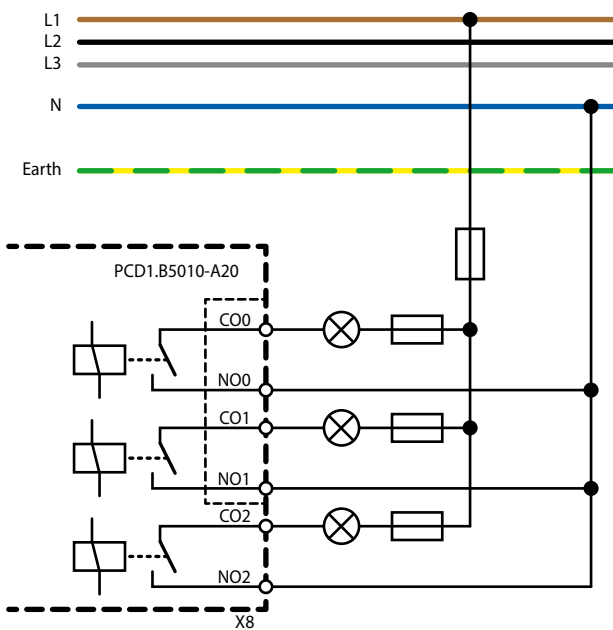 L1
L2
L3
N
Earth
PCD1.B5010-A20
CO0
NO0
CO1
NO1
CO2
NO2
X8